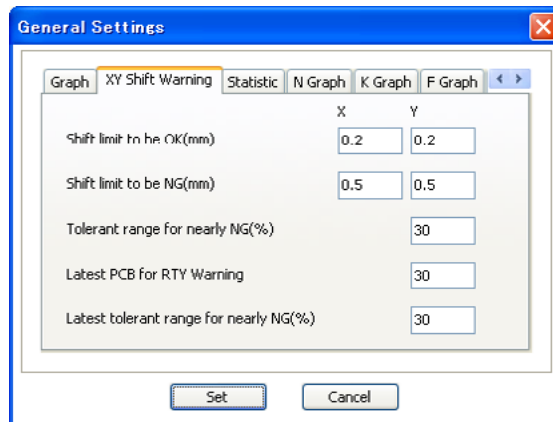 General Settings
Graph XY Shift Warning Statistic N Graph K Graph F Graph
X Y
Shift limit to be OK(mm) 0.2 0.2
Shift limit to be NG(mm) 0.5 0.5
Tolerant range for nearly NG(%) 30
Latest PCB for RTY Warning 30
Latest tolerant range for nearly NG(%) 30
Set Cancel